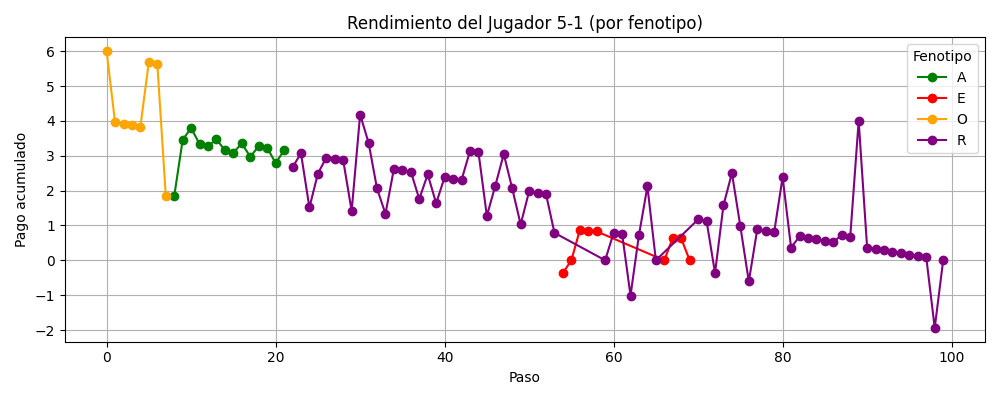 Rendimiento del Jugador 5-1 (por fenotipo)
Pago acumulado
6
5
4
3
2
1
0
−1
−2
0
20
40
60
80
100
Paso
Fenotipo
A
E
O
R